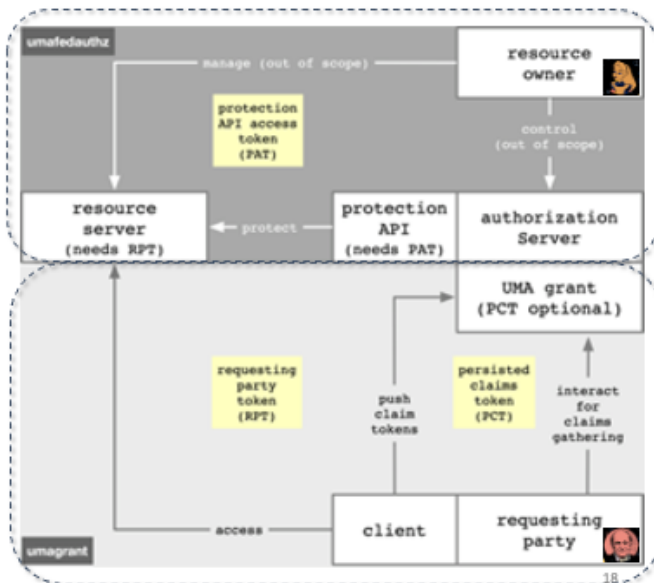 umafedauthz
resource
owner
manage (out of scope)
protection
API access
token
(PAT)
control
(out of scope)
resource
server
(needs RPT)
protect
protection
API
(needs PAT)
authorization
Server
UMA grant
(PCT optional)
requesting
party
token
(RPT)
push
claim
tokens
persisted
claims
token
(PCT)
interact
for
claims
gathering
access
client
requesting
party
umagrant
18